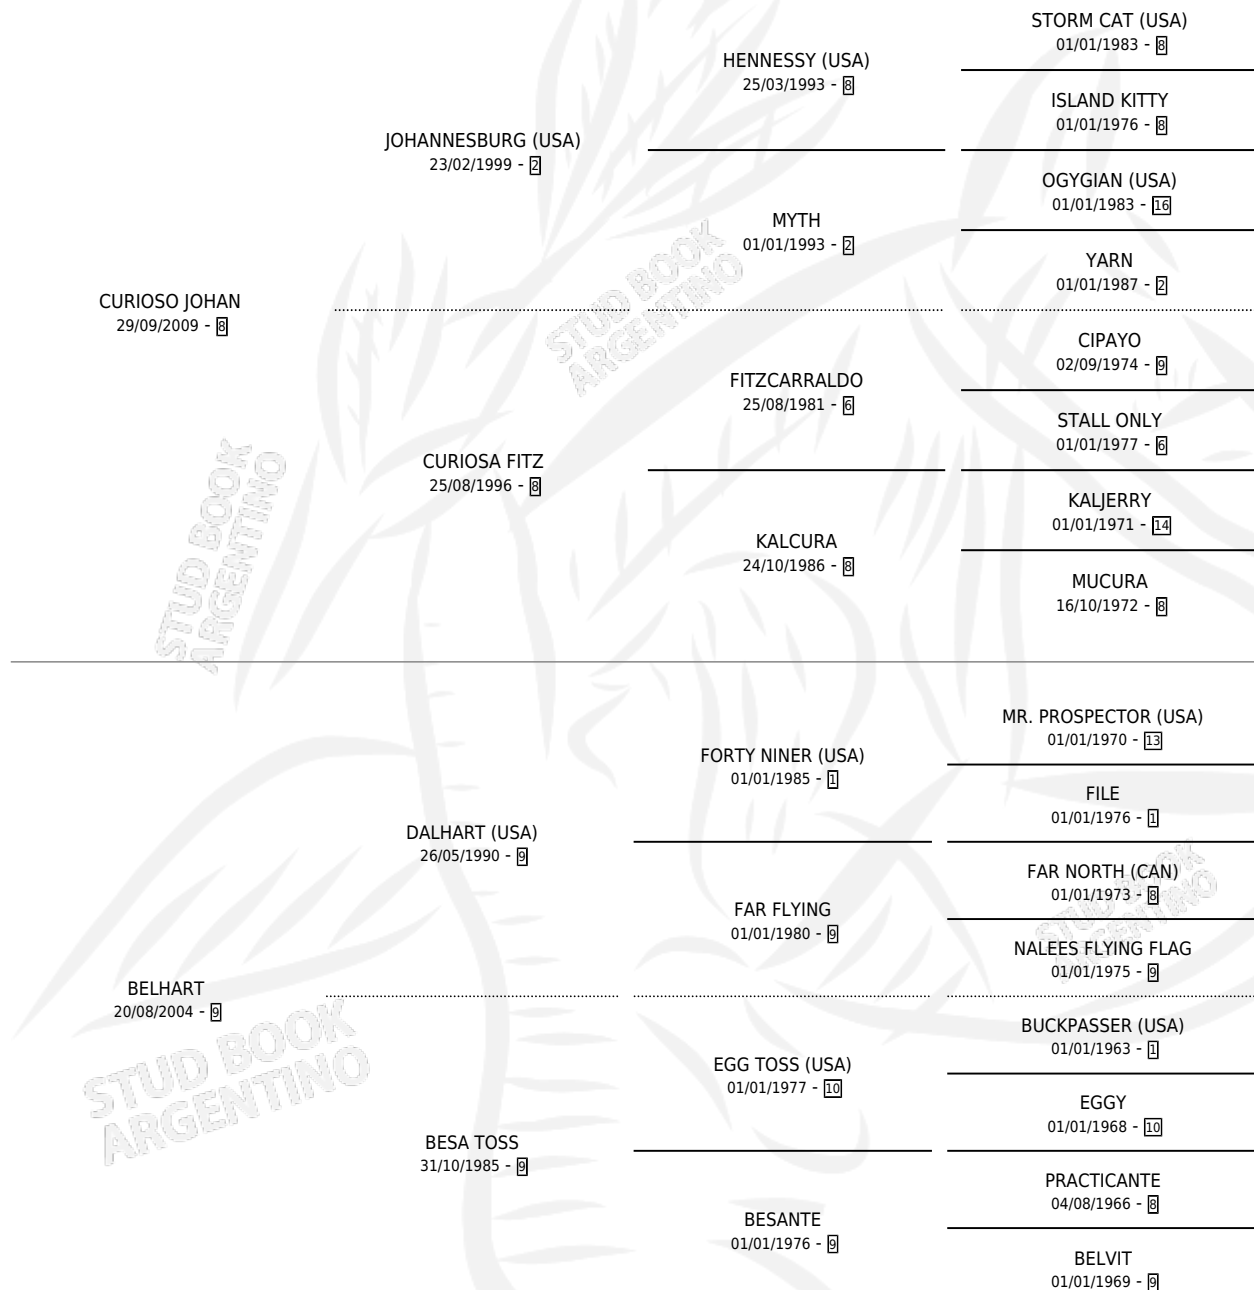 STORM CAT (USA)
01/01/1983 - 8
HENNESSY (USA)
25/03/1993 - 8
ISLAND KITTY
01/01/1976 - 8
JOHANNESBURG (USA)
23/02/1999 - 2
OGYGIAN (USA)
01/01/1983 - 16
MYTH
01/01/1993 - 2
YARN
01/01/1987 - 2
CURIOSO JOHAN
29/09/2009 - 8
CIPAYO
02/09/1974 - 9
FITZCARRALDO
25/08/1981 - 6
STALL ONLY
01/01/1977 - 6
CURIOSA FITZ
25/08/1996 - 8
KALJERRY
01/01/1971 - 14
KALCURA
24/10/1986 - 8
MUCURA
16/10/1972 - 8
STUD BOOK
ARGENTINO
STUD BOOK
ARGENTINO
MR. PROSPECTOR (USA)
01/01/1970 - 13
FORTY NINER (USA)
01/01/1985 - 1
FILE
01/01/1976 - 1
DALHART (USA)
26/05/1990 - 9
FAR NORTH (CAN)
01/01/1973 - 8
FAR FLYING
01/01/1980 - 9
NALEES FLYING FLAG
01/01/1975 - 9
BELHART
20/08/2004 - 9
BUCKPASSER (USA)
01/01/1963 - 1
EGG TOSS (USA)
01/01/1977 - 10
EGGY
01/01/1968 - 10
BESA TOSS
31/10/1985 - 9
PRACTICANTE
04/08/1966 - 8
BESANTE
01/01/1976 - 9
BELVIT
01/01/1969 - 9
STUD BOOK
ARGENTINO
STUD BOOK
ARGENTINO